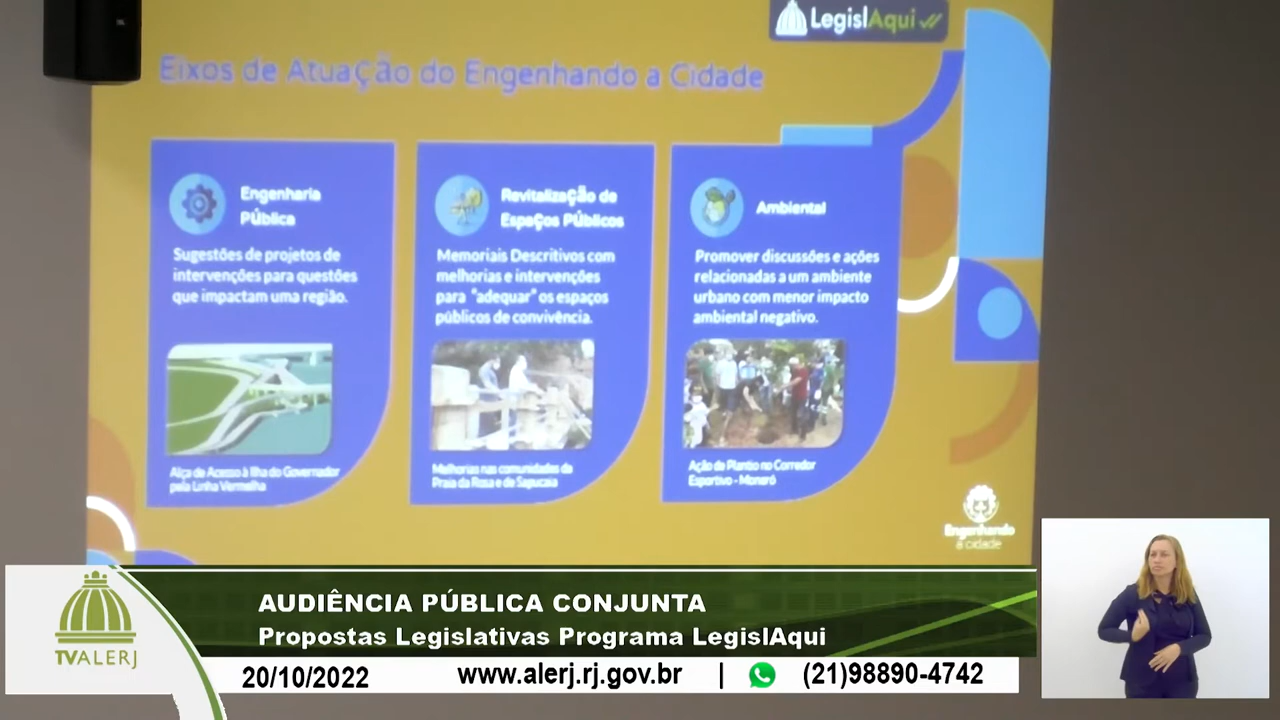 LegislAqui
Eixos de Atuação do Engenhando a Cidade
Engenharia
Pública
Sugestões de projetos de
intervenções para questões
que impactam uma região.
Alça de Acesso à Ilha do Governador
pela Linha Vermelha
Revitalização de
Espaços Públicos
Memoriais Descritivos com
melhorias e intervenções
para "adequar" os espaços
públicos de convivência.
Melhorias nas comunidades da
Praia da Rosa e de Sapucaia
Ambiental
Promover discussões e ações
relacionadas a um ambiente
urbano com menor impacto
ambiental negativo.
Ação de Plantio no Corredor
Esportivo - Moneró
Engenhando
a cidade
AUDIÊNCIA PÚBLICA CONJUNTA
Propostas Legislativas Programa LegislAqui
TVALERJ
20/10/2022 www.alerj.rj.gov.br | (21)98890-4742